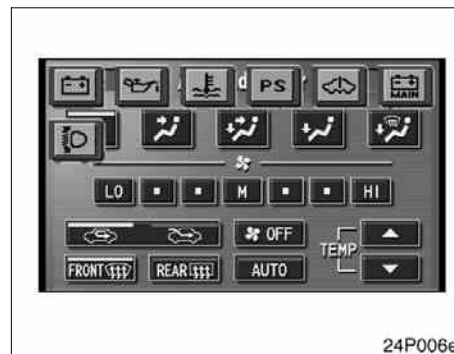 PS
MAIN
LO M HI
OFF
TEMP
FRONT REAR AUTO
24P006e